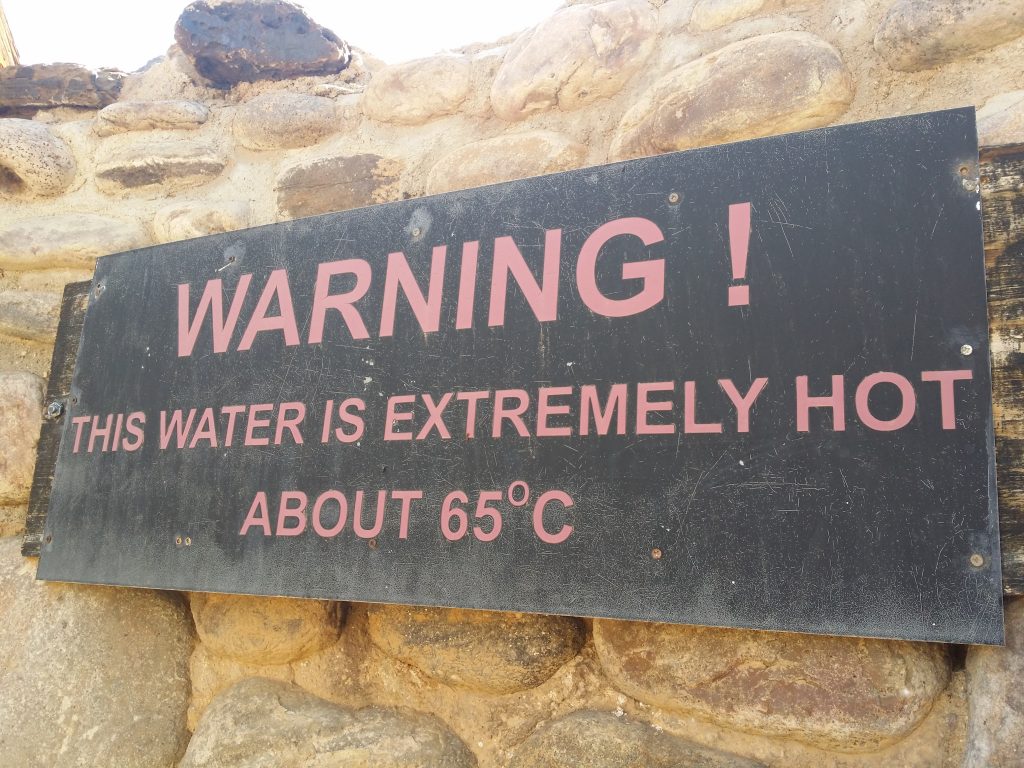 WARNING !
THIS WATER IS EXTREMELY HOT
ABOUT 65°C